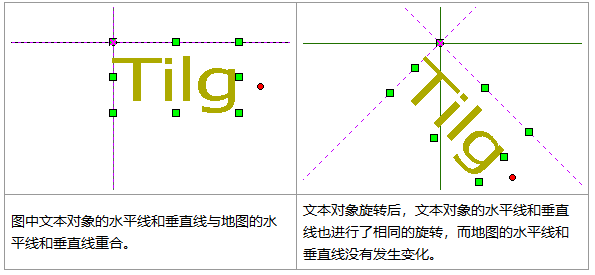 Tilg
Tilg
图中文本对象的水平线和垂直线与地图的水
平线和垂直线重合。
文本对象旋转后，文本对象的水平线和垂直
线也进行了相同的旋转，而地图的水平线和
垂直线没有发生变化。